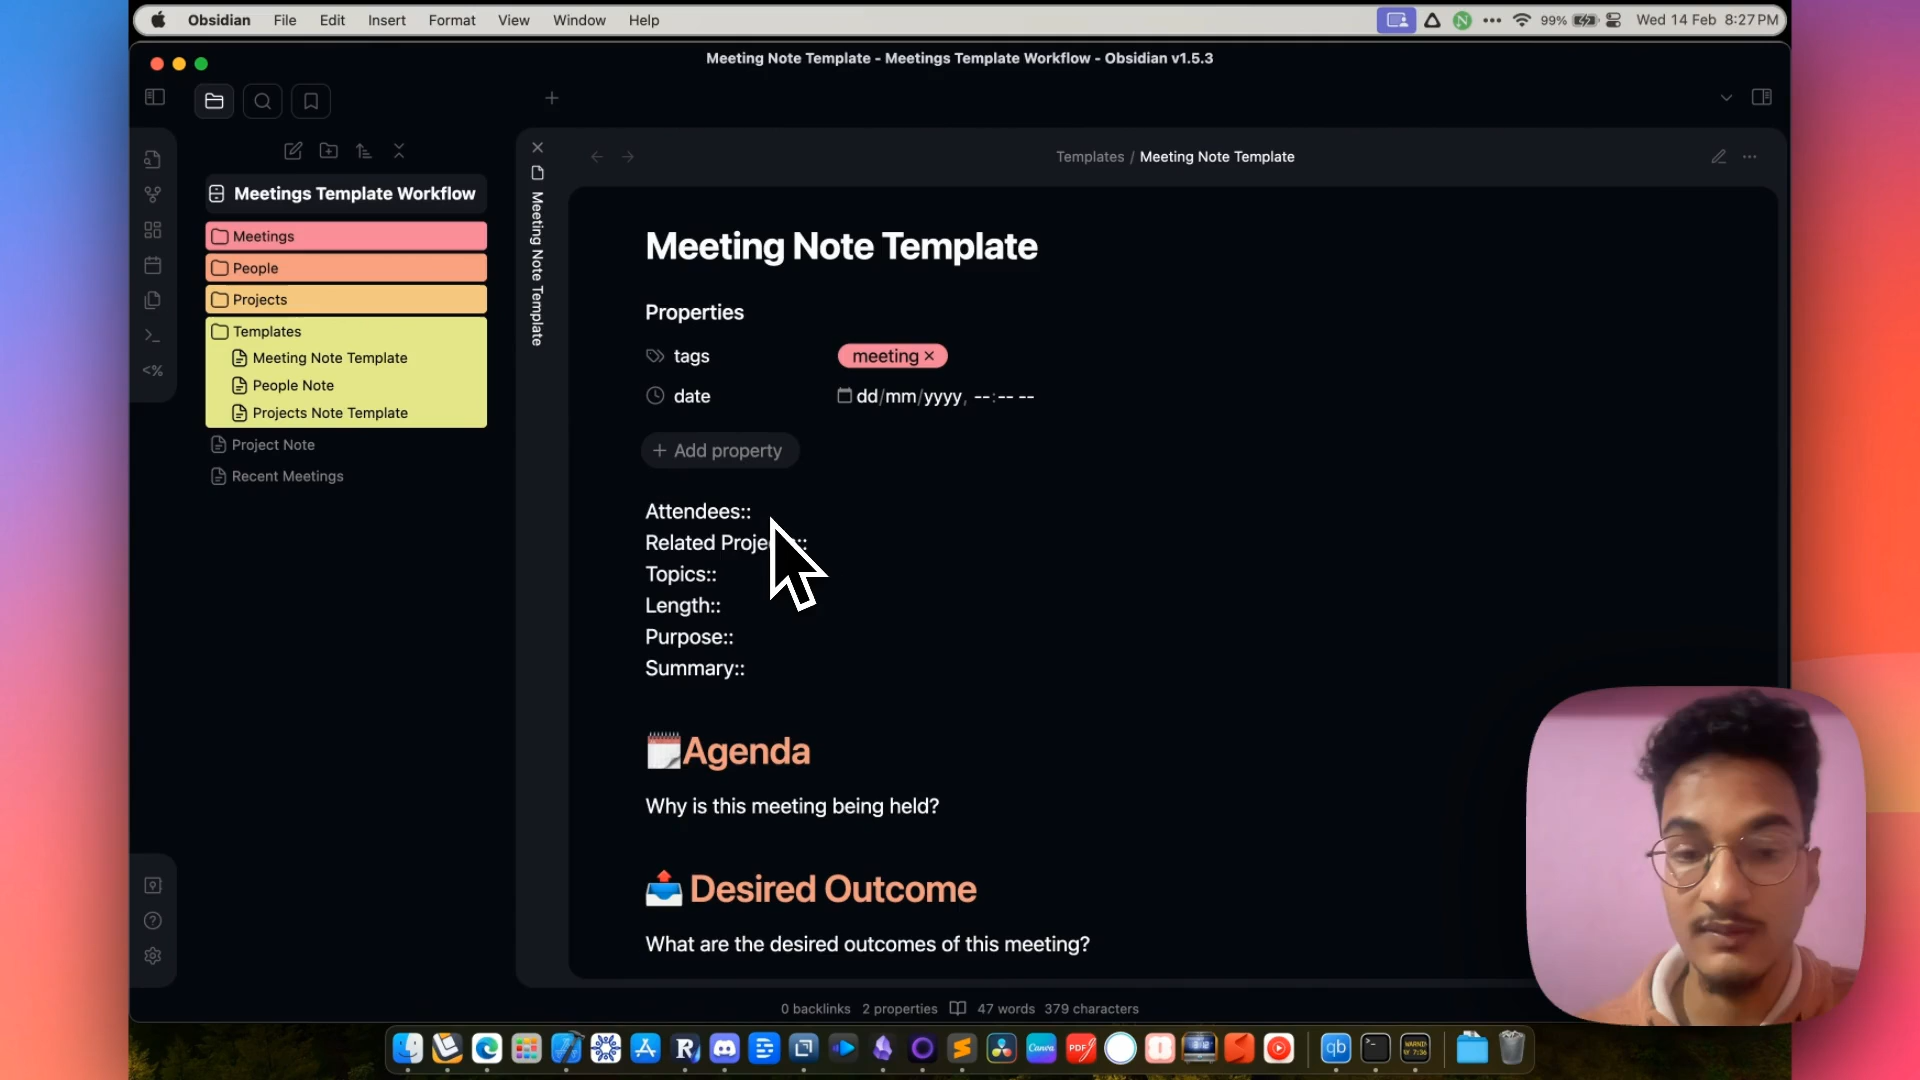 Obsidian File Edit Insert Format View Window Help 99% Wed 14 Feb 8:27 PM
Meeting Note Template - Meetings Template Workflow - Obsidian v1.5.3
Templates / Meeting Note Template
Meetings Template Workflow
Meetings
People
Projects
Templates
Meeting Note Template
People Note
Projects Note Template
Project Note
Recent Meetings
<%
Meeting Note Template
Meeting Note Template
Properties
tags meeting ×
date dd/mm/yyyy, --:-- --
+ Add property
Attendees::
Topics::
Length::
Purpose::
Summary::
Agenda
Why is this meeting being held?
Desired Outcome
What are the desired outcomes of this meeting?
0 backlinks 2 properties 47 words 379 characters
Canva PDF qb